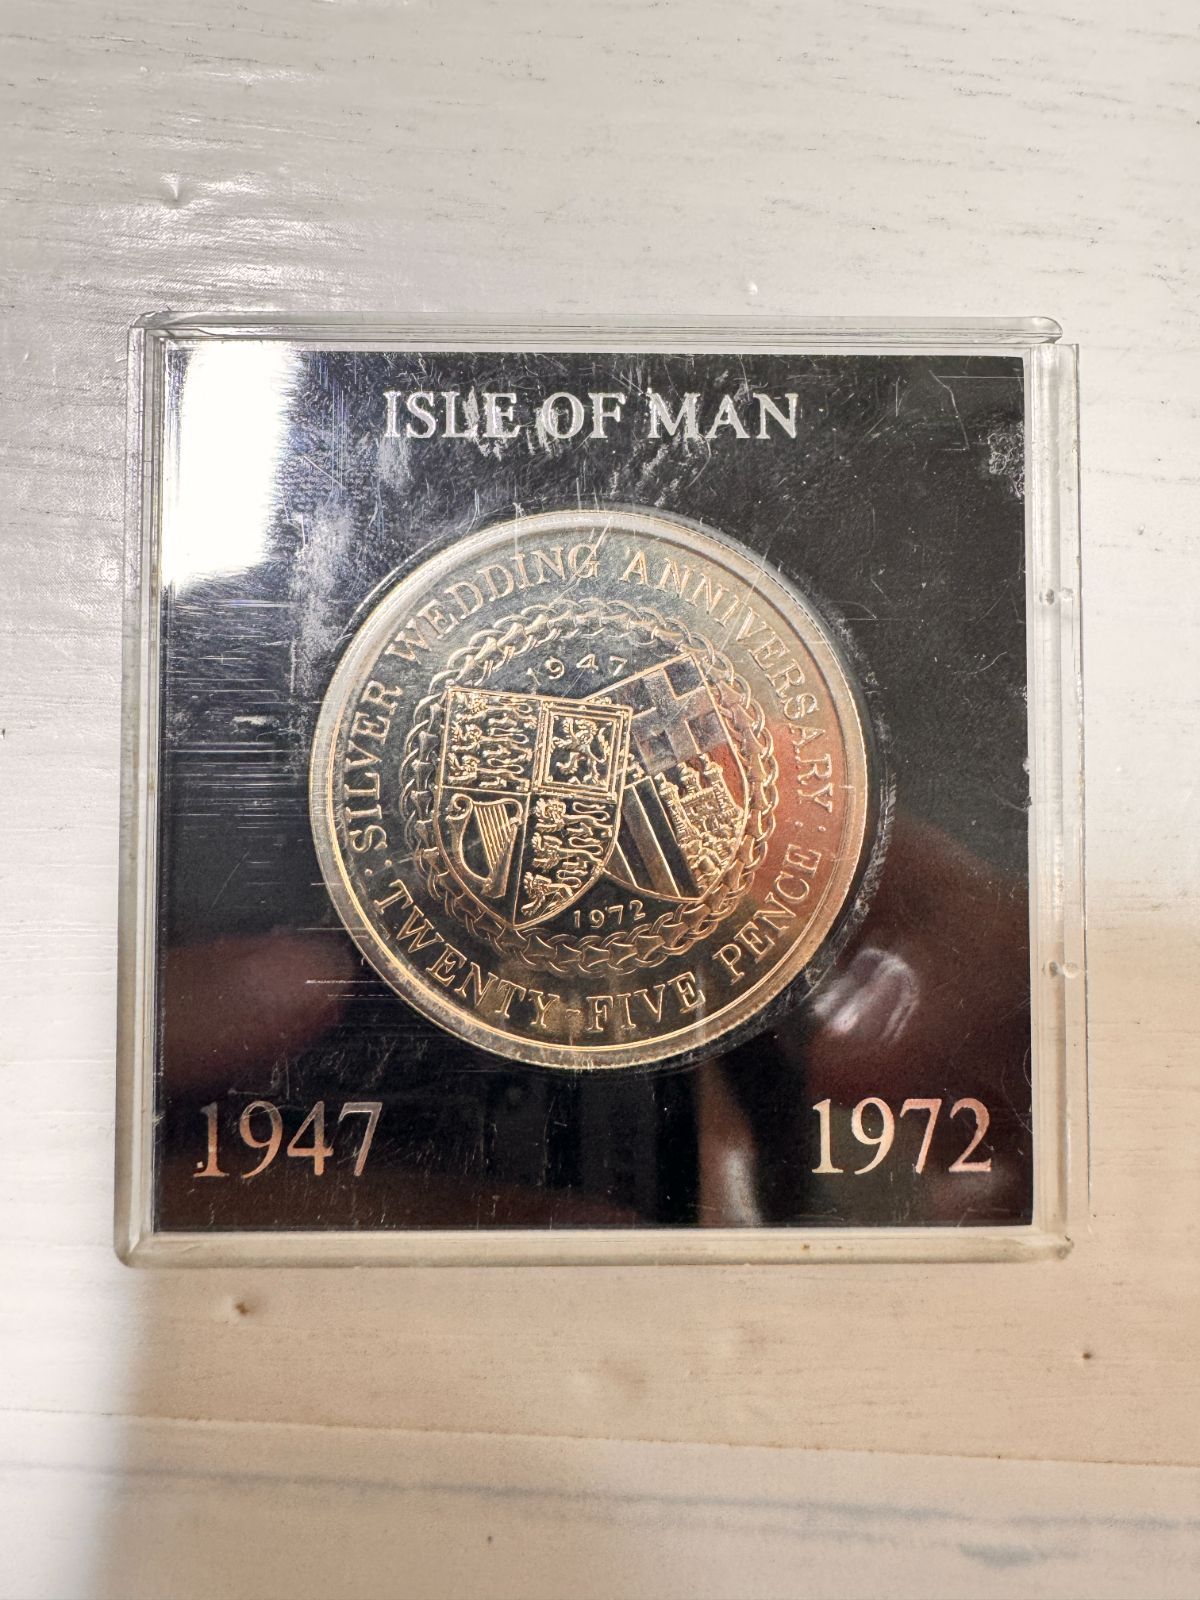 ISLE OF MAN
· SILVER WEDDING ANNIVERSARY ·
1947
1972
TWENTY-FIVE PENCE
1947
1972